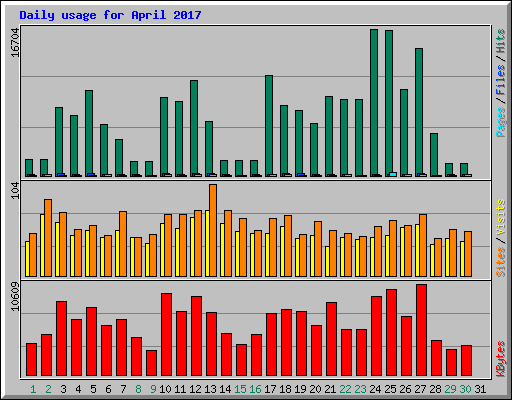 Daily usage for April 2017
16704
Pages / Files / Hits
104
Sites / Visits
10609
KBytes
1 2 3 4 5 6 7 8 9 10 11 12 13 14 15 16 17 18 19 20 21 22 23 24 25 26 27 28 29 30 31